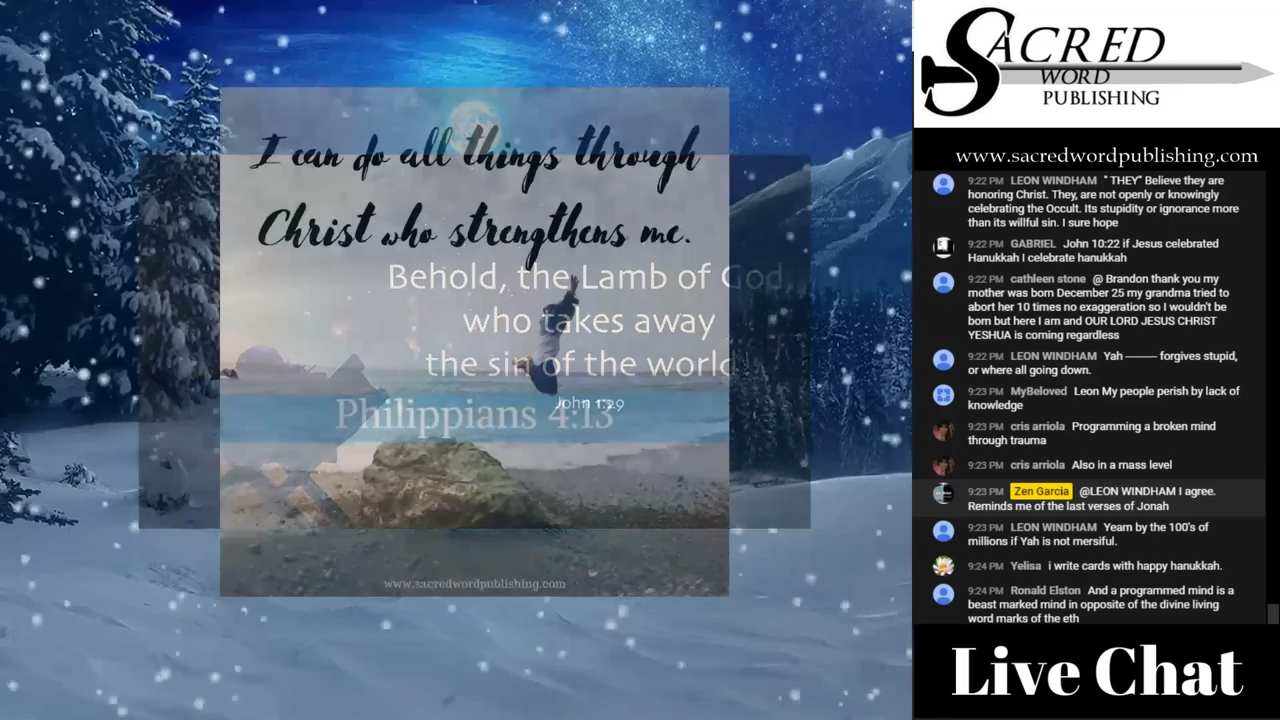 I can do all things through
Christ who strengthens me.
Behold, the Lamb of God,
who takes away
the sin of the world
John 1:29
Philippians 4:13
www.sacredwordpublishing.com
SACRED
WORD
PUBLISHING
www.sacredwordpublishing.com
9:22 PM LEON WINDHAM " THEY" Believe they are
honoring Christ. They, are not openly or knowingly
celebrating the Occult. Its stupidity or ignorance more
than its willful sin. I sure hope
9:22 PM GABRIEL John 10:22 if Jesus celebrated
Hanukkah I celebrate hanukkah
9:22 PM cathleen stone @ Brandon thank you my
mother was born December 25 my grandma tried to
abort her 10 times no exaggeration so I wouldn't be
born but here I am and OUR LORD JESUS CHRIST
YESHUA is coming regardless
9:22 PM LEON WINDHAM Yah ——— forgives stupid,
or where all going down.
9:23 PM MyBeloved Leon My people perish by lack of
knowledge
9:23 PM cris arriola Programming a broken mind
through trauma
9:23 PM cris arriola Also in a mass level
9:23 PM Zen Garcia @LEON WINDHAM I agree.
Reminds me of the last verses of Jonah
9:23 PM LEON WINDHAM Yeam by the 100's of
millions if Yah is not mersiful.
9:24 PM Yelisa i write cards with happy hanukkah.
9:24 PM Ronald Elston And a programmed mind is a
beast marked mind in opposite of the divine living
word marks of the eth
Live Chat